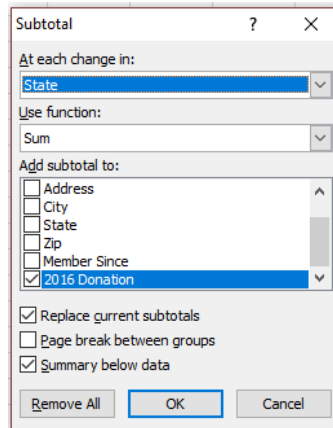 Subtotal ?
At each change in:
State
Use function:
Sum
Add subtotal to:
Address
City
State
Zip
Member Since
2016 Donation
Replace current subtotals
Page break between groups
Summary below data
Remove All OK Cancel